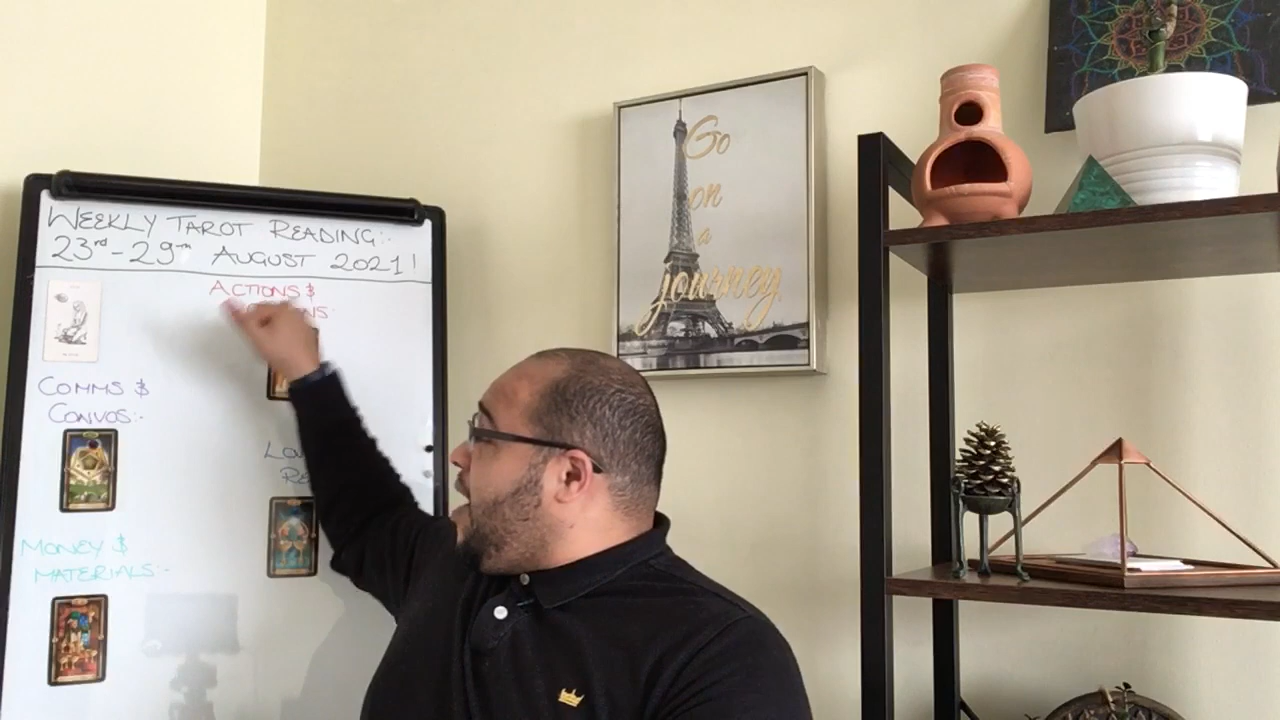 WEEKLY TAROT READING:-
23rd - 29th AUGUST 2021!
ACTIONS $
COMMS $
CONVOS:-
MONEY $
MATERIALS:-
Go
on
a
journey